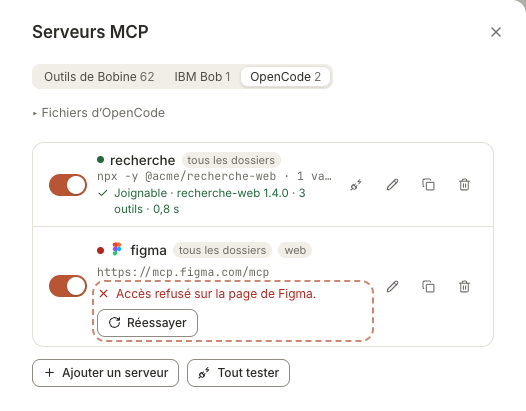 Serveurs MCP
Outils de Bobine 62 IBM Bob 1 OpenCode 2
Fichiers d’OpenCode
recherche tous les dossiers
npx -y @acme/recherche-web · 1 va…
Joignable · recherche-web 1.4.0 · 3
outils · 0,8 s
figma tous les dossiers web
https://mcp.figma.com/mcp
Accès refusé sur la page de Figma.
Réessayer
Ajouter un serveur Tout tester